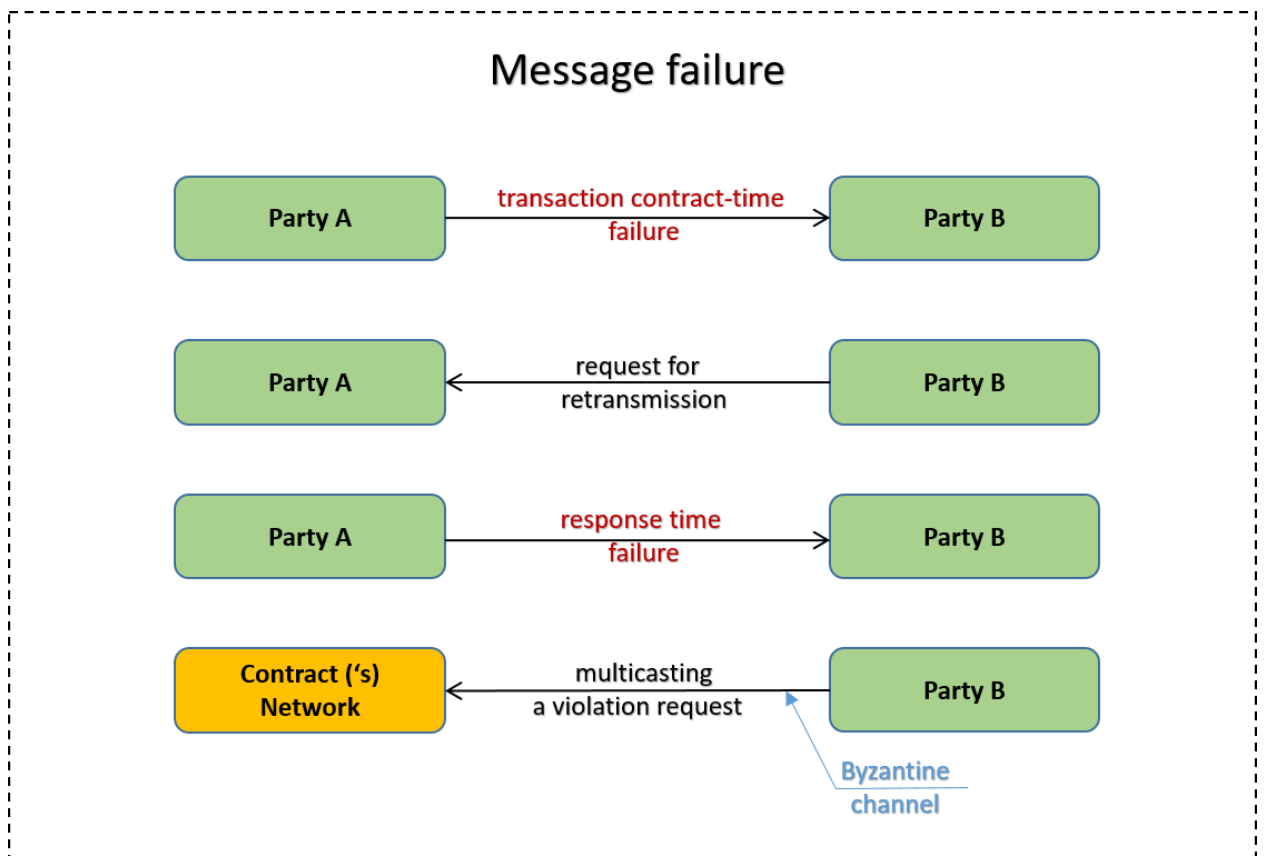 Message failure
Party A
transaction contract-time
failure
Party B
Party A
request for
retransmission
Party B
Party A
response time
failure
Party B
Contract (‘s)
Network
multicasting
a violation request
Party B
Byzantine
channel